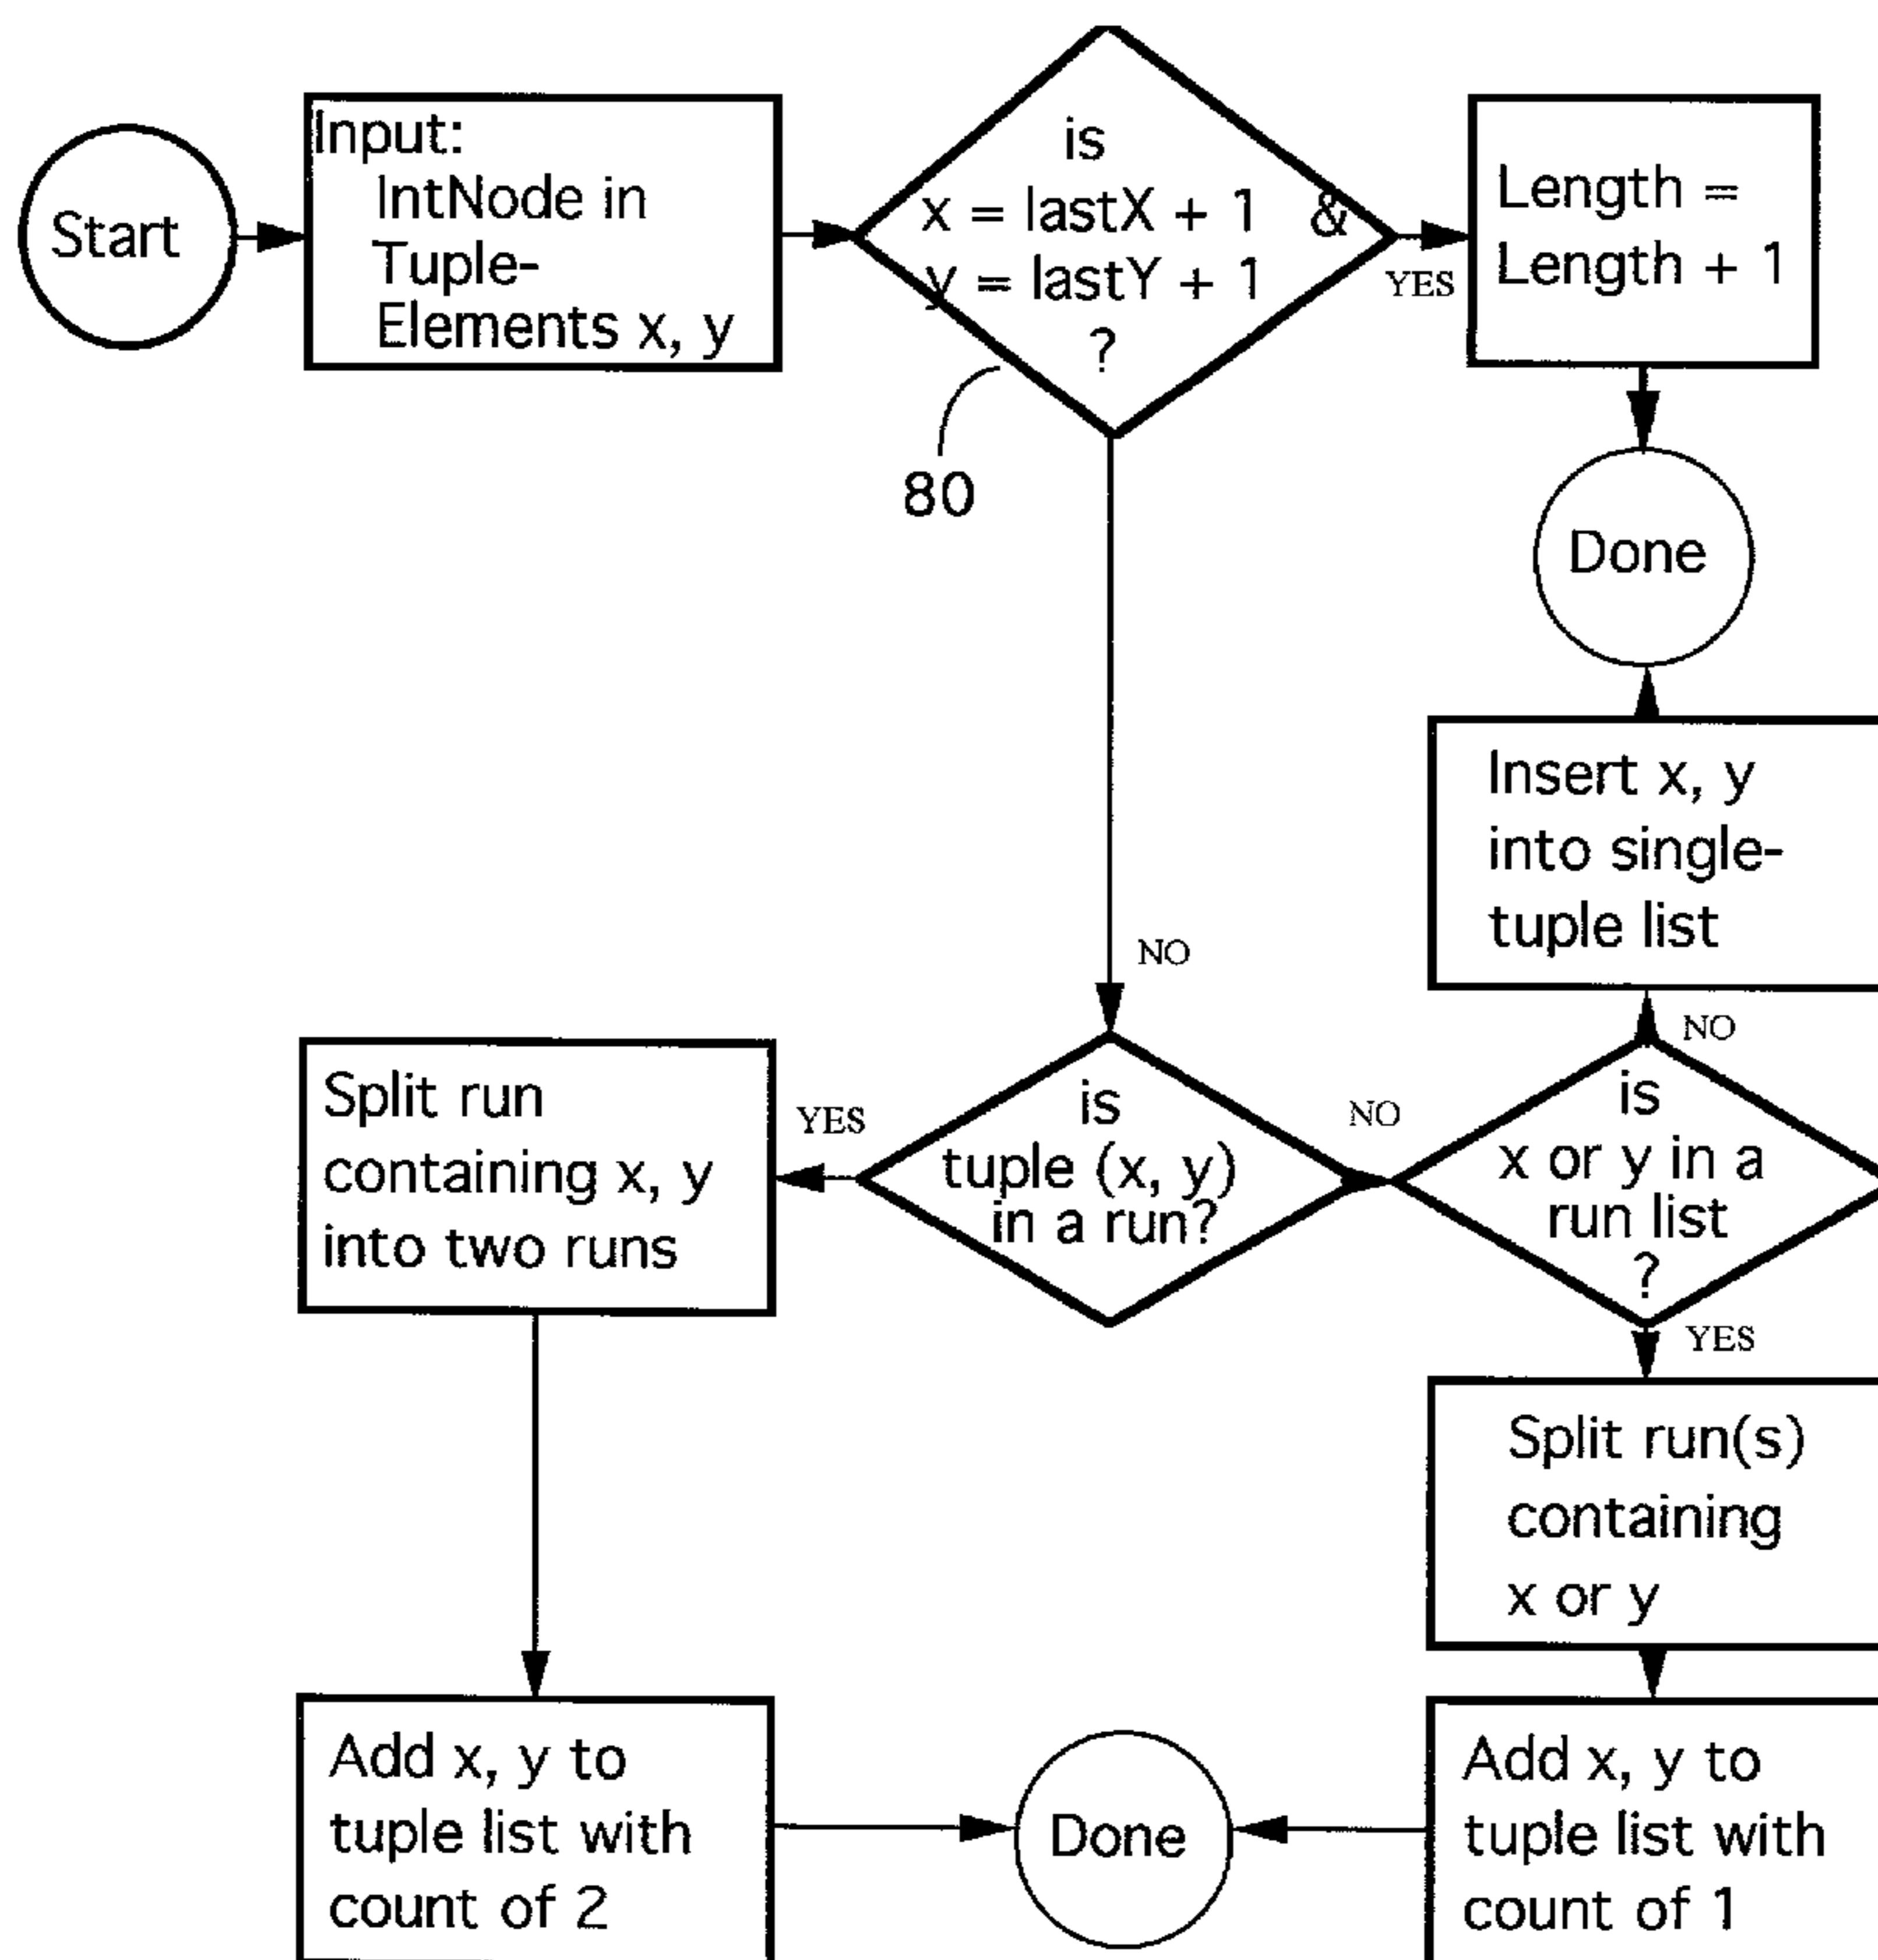 Start
Input:
IntNode in
Tuple-
Elements x, y
is
x = lastX + 1 &
y = lastY + 1
?
YES
Length =
Length + 1
80
Done
Insert x, y
into single-
tuple list
NO
NO
Split run
containing x, y
into two runs
YES
is
tuple (x, y)
in a run?
NO
is
x or y in a
run list
?
YES
Split run(s)
containing
x or y
Add x, y to
tuple list with
count of 2
Done
Add x, y to
tuple list with
count of 1